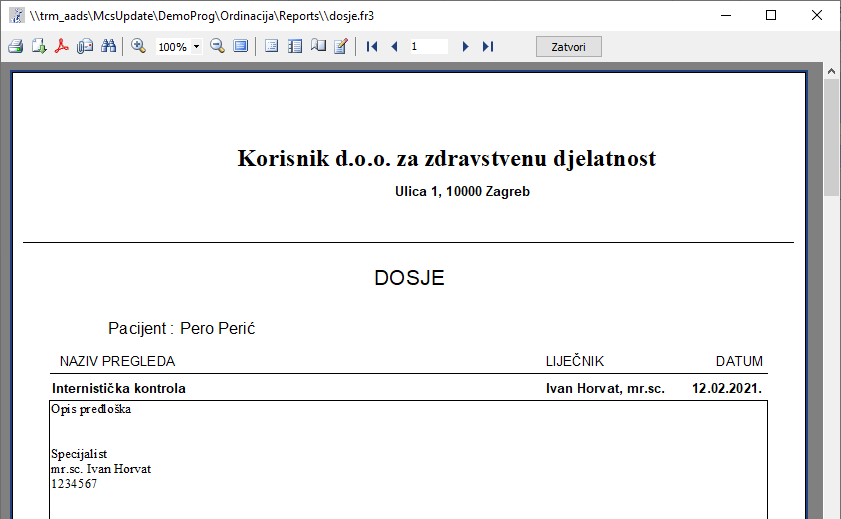 \\trm_aads\McsUpdate\DemoProg\Ordinacija\Reports\\dosje.fr3
100% 1 Zatvori
Korisnik d.o.o. za zdravstvenu djelatnost
Ulica 1, 10000 Zagreb
DOSJE
Pacijent : Pero Perić
NAZIV PREGLEDA LIJEČNIK DATUM
Internistička kontrola Ivan Horvat, mr.sc. 12.02.2021.
Opis predloška
Specijalist
mr.sc. Ivan Horvat
1234567